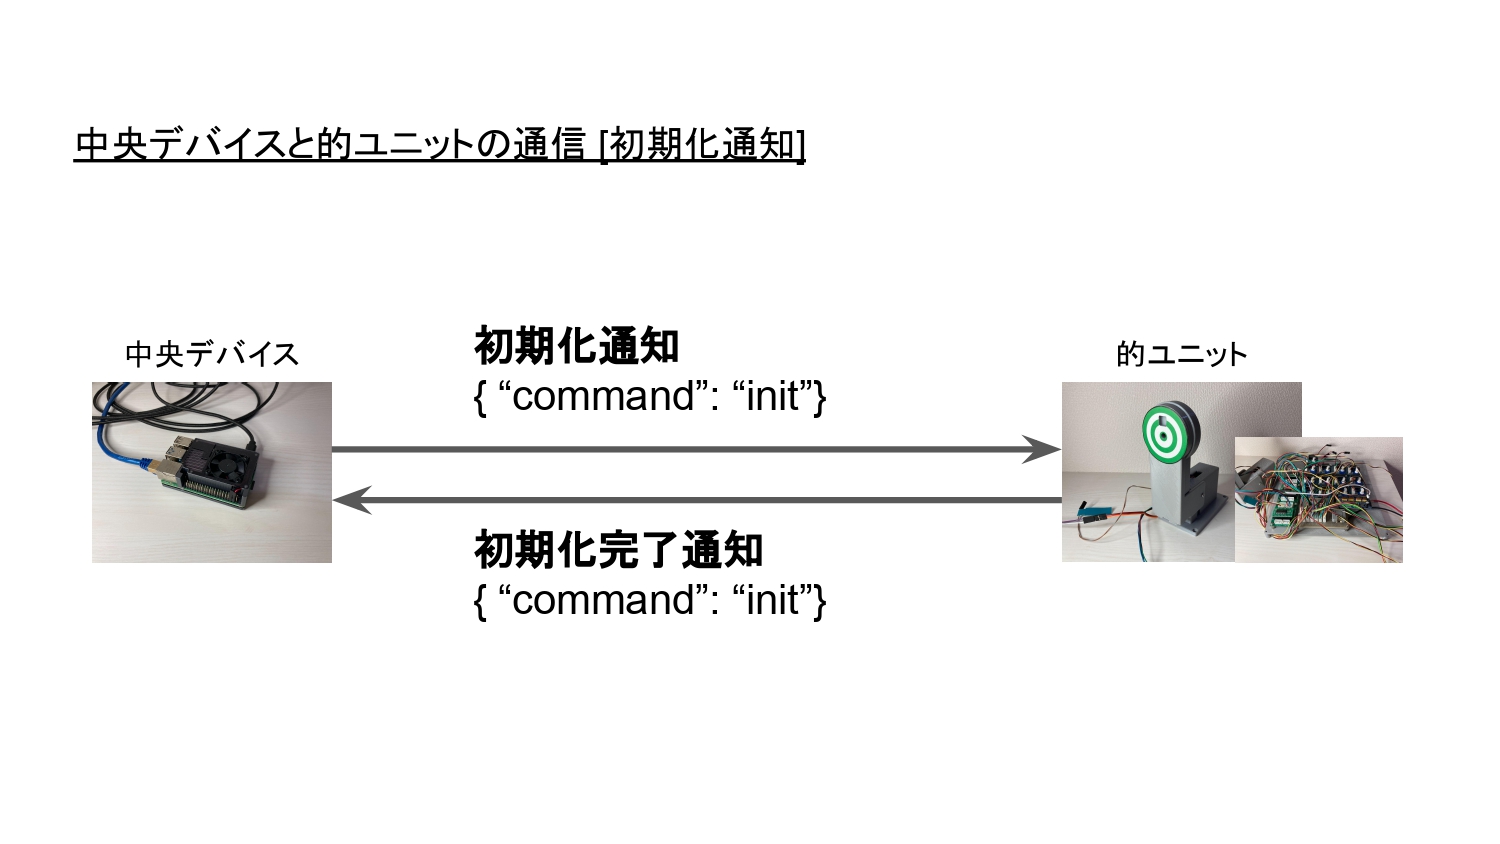 中央デバイスと的ユニットの通信 [初期化通知]
中央デバイス
初期化通知
{ “command”: “init”}
的ユニット
初期化完了通知
{ “command”: “init”}